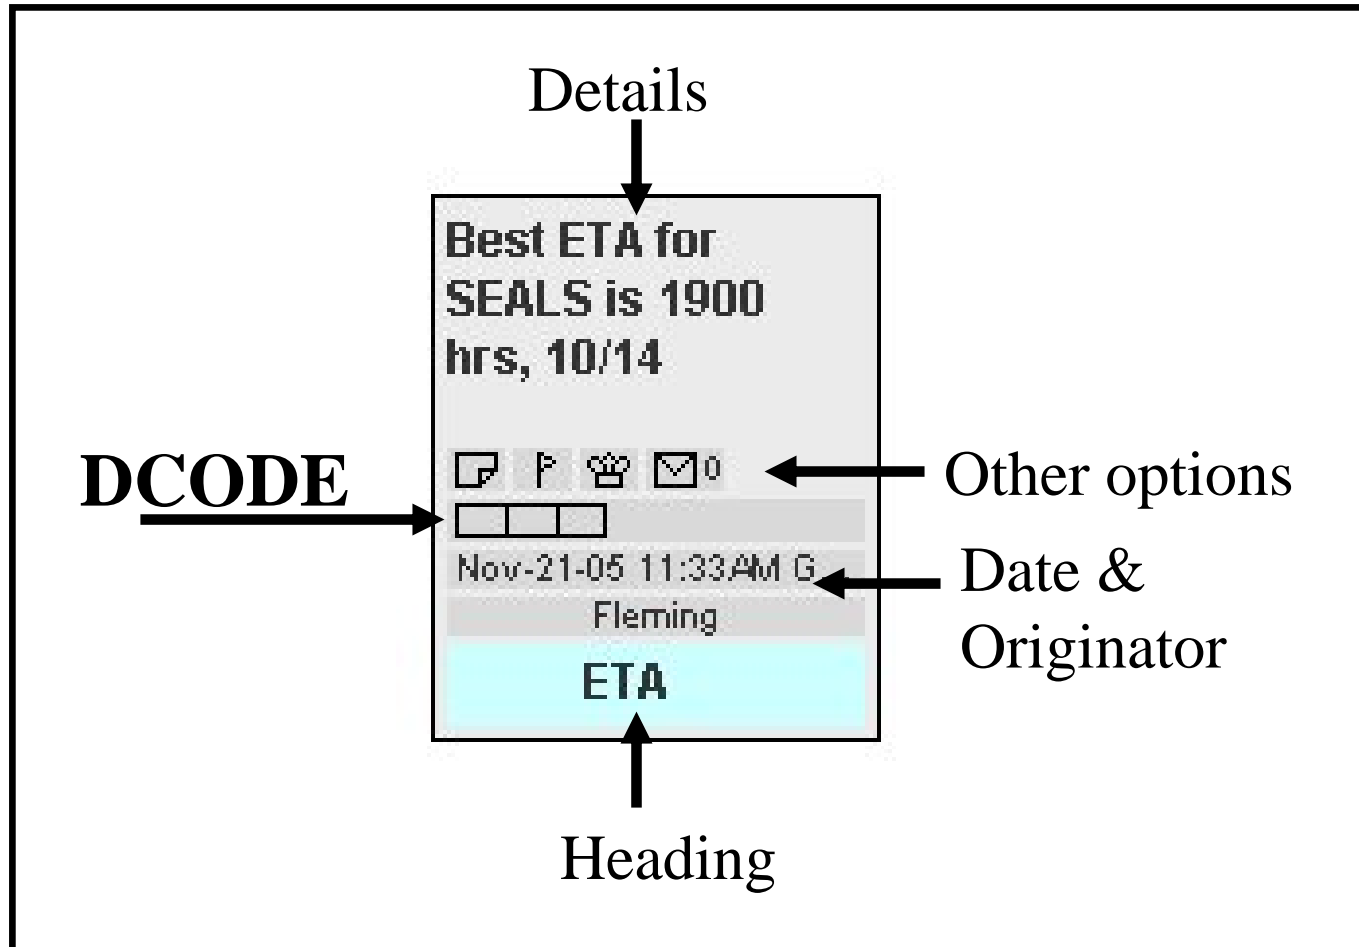 Details
Best ETA for
SEALS is 1900
hrs, 10/14
DCODE
0
Other options
Nov-21-05 11:33AM G
Date &
Originator
Fleming
ETA
Heading